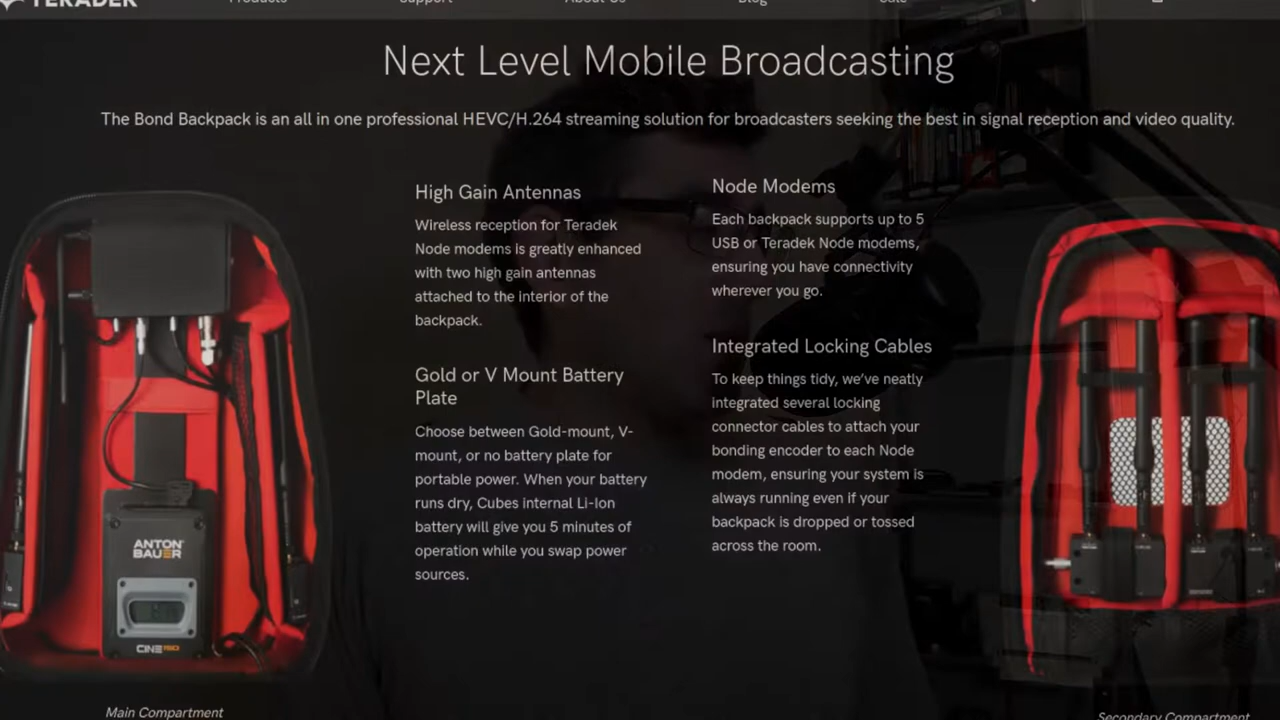 TERADEK
Products
Support
About Us
Blog
Sale
Next Level Mobile Broadcasting
The Bond Backpack is an all in one professional HEVC/H.264 streaming solution for broadcasters seeking the best in signal reception and video quality.
High Gain Antennas
Wireless reception for Teradek
Node modems is greatly enhanced
with two high gain antennas
attached to the interior of the
backpack.
Gold or V Mount Battery
Plate
Choose between Gold-mount, V-
mount, or no battery plate for
portable power. When your battery
runs dry, Cubes internal Li-Ion
battery will give you 5 minutes of
operation while you swap power
sources.
Node Modems
Each backpack supports up to 5
USB or Teradek Node modems,
ensuring you have connectivity
wherever you go.
Integrated Locking Cables
To keep things tidy, we’ve neatly
integrated several locking
connector cables to attach your
bonding encoder to each Node
modem, ensuring your system is
always running even if your
backpack is dropped or tossed
across the room.
ANTON
BAUER
CINE150
Main Compartment
Secondary Compartment